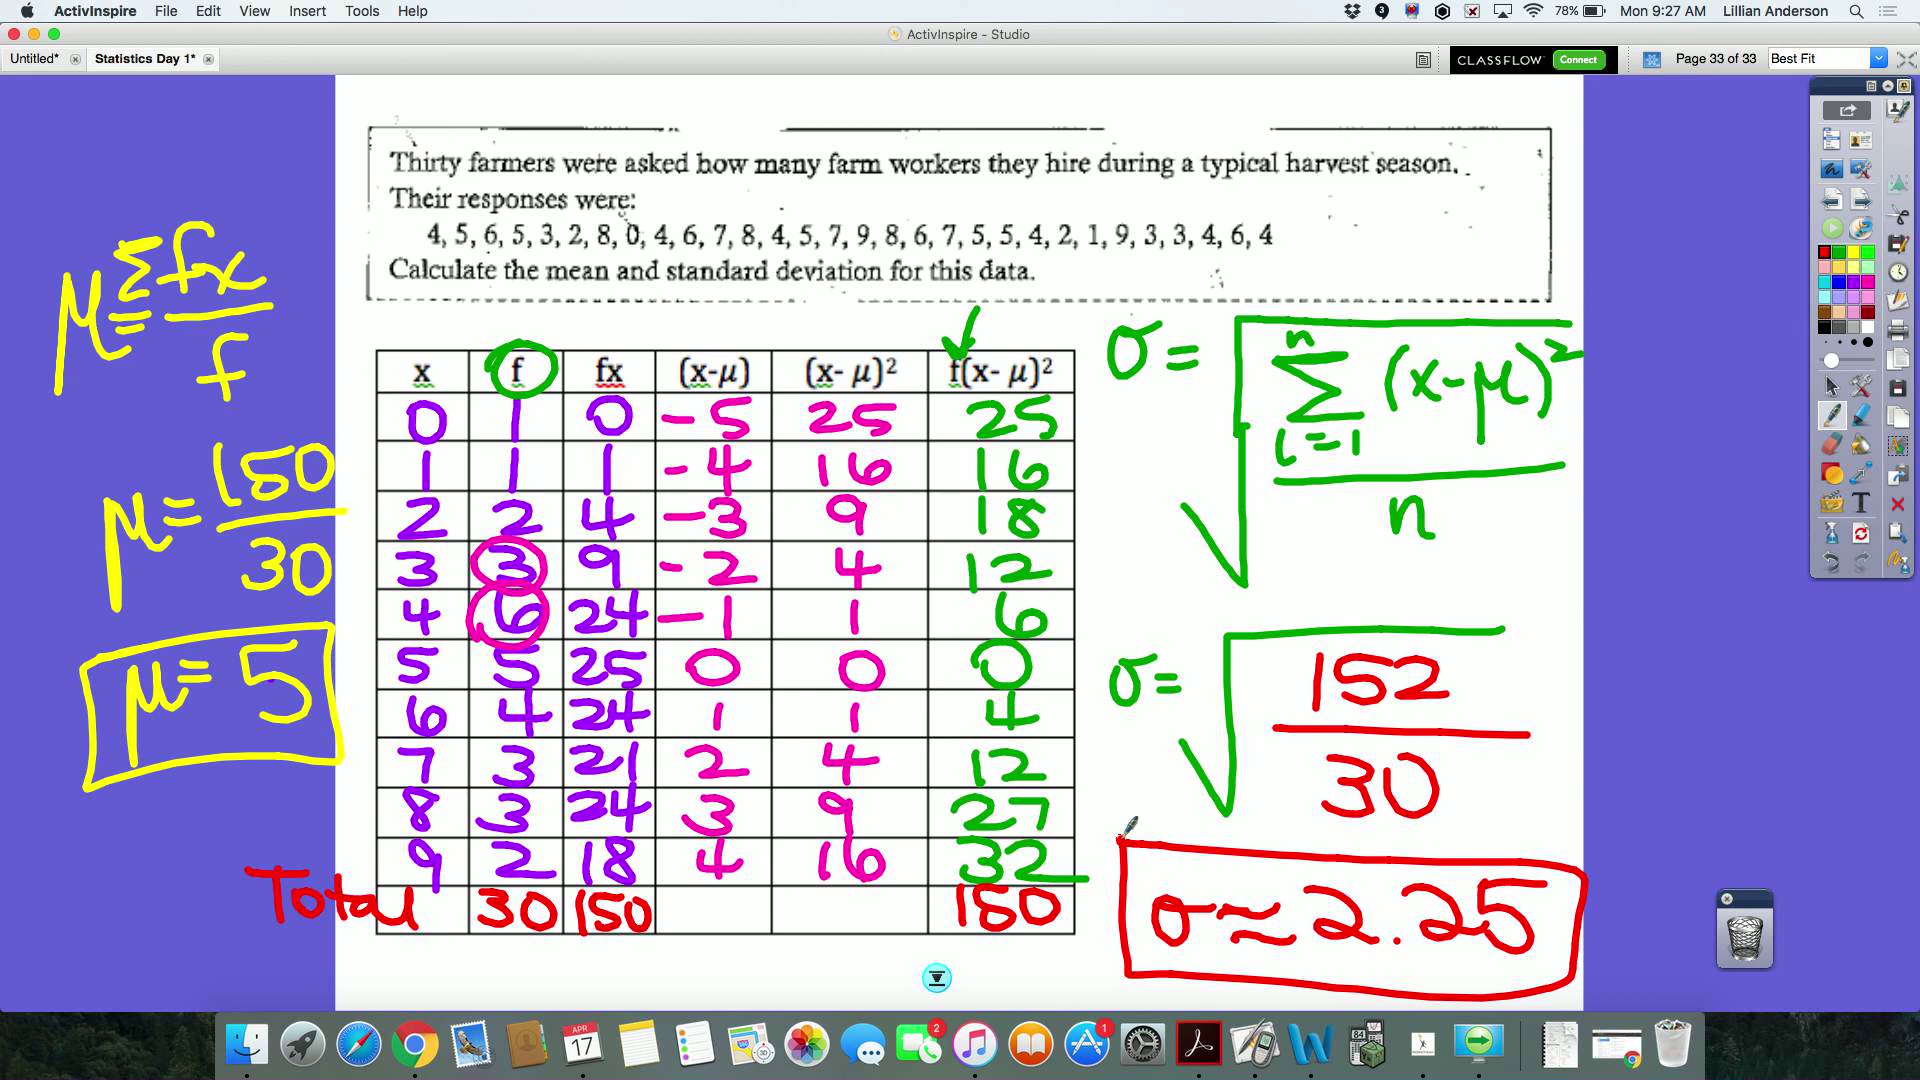 ActivInspire File Edit View Insert Tools Help 3 78% Mon 9:27 AM Lillian Anderson
ActivInspire - Studio
Untitled* Statistics Day 1* CLASSFLOW Connect Page 33 of 33 Best Fit
Thirty farmers were asked how many farm workers they hire during a typical harvest season.
Their responses were:
4, 5, 6, 5, 3, 2, 8, 0, 4, 6, 7, 8, 4, 5, 7, 9, 8, 6, 7, 5, 5, 4, 2, 1, 9, 3, 3, 4, 6, 4
Calculate the mean and standard deviation for this data.
μ = Σfx / f
μ = 150 / 30
μ = 5
x f fx (x-μ) (x- μ)² f(x- μ)²
0 1 0 -5 25 25
1 1 1 -4 16 16
2 2 4 -3 9 18
3 3 9 -2 4 12
4 6 24 -1 1 6
5 5 25 0 0 0
6 4 24 1 1 4
7 3 21 2 4 12
8 3 24 3 9 27
9 2 18 4 16 32
Total 30 150 150
σ = √ n Σ i=1 (x-μ)² / n
σ = √ 152 / 30
σ ≈ 2.25
T
APR
17
2
1
W